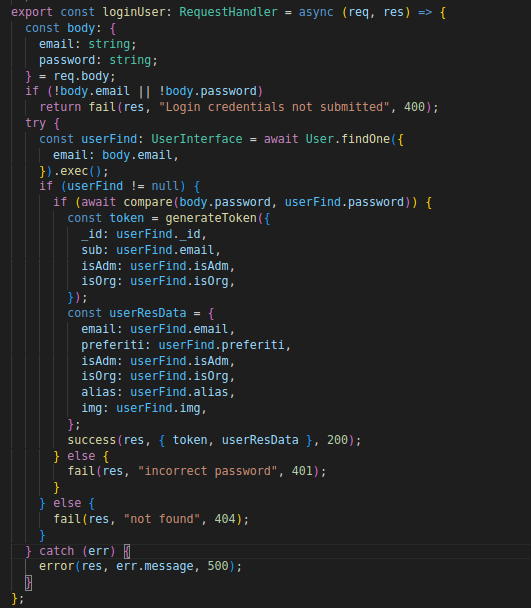 export const loginUser: RequestHandler = async (req, res) => {
  const body: {
    email: string;
    password: string;
  } = req.body;
  if (!body.email || !body.password)
    return fail(res, "Login credentials not submitted", 400);
  try {
    const userFind: UserInterface = await User.findOne({
      email: body.email,
    }).exec();
    if (userFind != null) {
      if (await compare(body.password, userFind.password)) {
        const token = generateToken({
          _id: userFind._id,
          sub: userFind.email,
          isAdm: userFind.isAdm,
          isOrg: userFind.isOrg,
        });
        const userResData = {
          email: userFind.email,
          preferiti: userFind.preferiti,
          isAdm: userFind.isAdm,
          isOrg: userFind.isOrg,
          alias: userFind.alias,
          img: userFind.img,
        };
        success(res, { token, userResData }, 200);
      } else {
        fail(res, "incorrect password", 401);
      }
    } else {
      fail(res, "not found", 404);
    }
  } catch (err) {
    error(res, err.message, 500);
  }
};